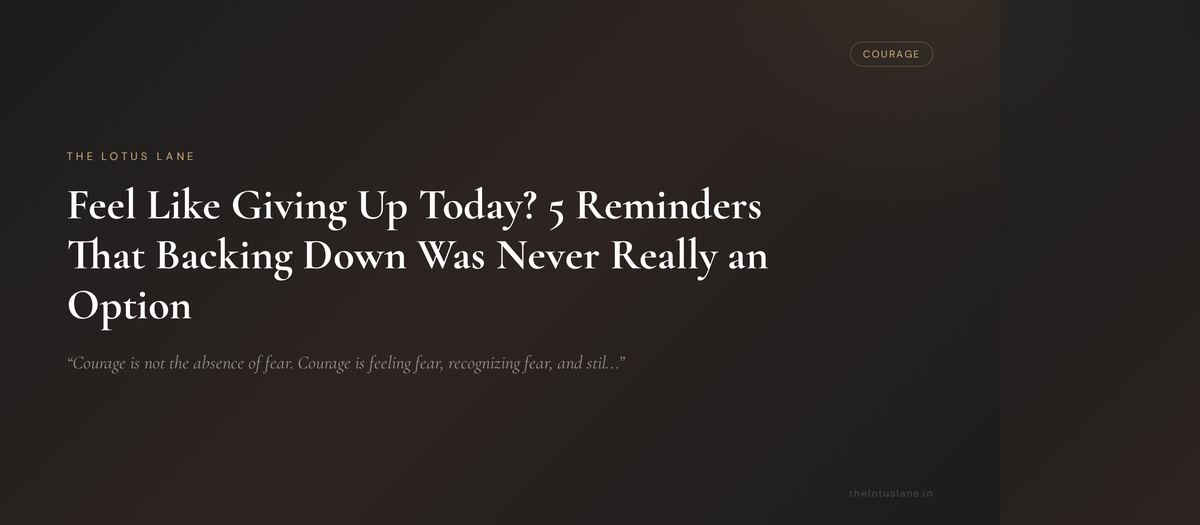 COURAGE
THE LOTUS LANE
Feel Like Giving Up Today? 5 Reminders
That Backing Down Was Never Really an
Option
“Courage is not the absence of fear. Courage is feeling fear, recognizing fear, and stil...”
thelotuslane.in